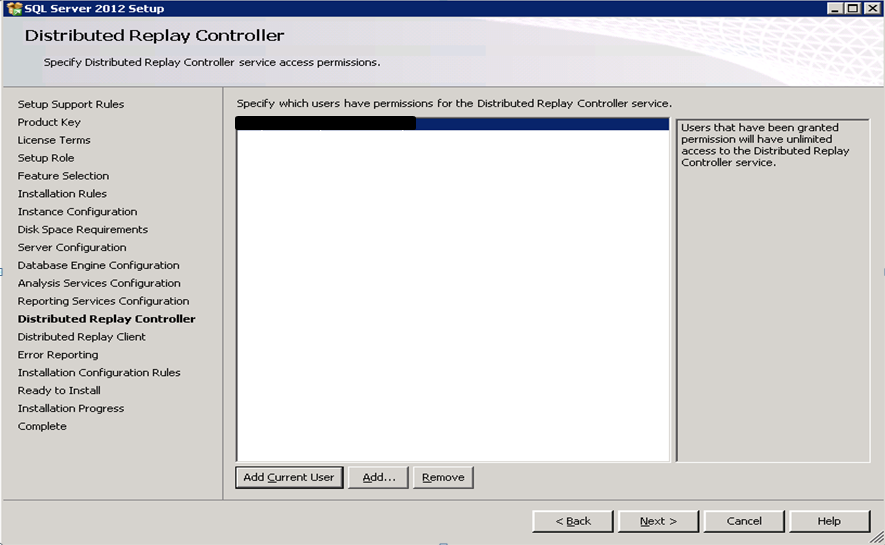 SQL Server 2012 Setup
Distributed Replay Controller
Specify Distributed Replay Controller service access permissions.
Setup Support Rules
Product Key
License Terms
Setup Role
Feature Selection
Installation Rules
Instance Configuration
Disk Space Requirements
Server Configuration
Database Engine Configuration
Analysis Services Configuration
Reporting Services Configuration
Distributed Replay Controller
Distributed Replay Client
Error Reporting
Installation Configuration Rules
Ready to Install
Installation Progress
Complete
Specify which users have permissions for the Distributed Replay Controller service.
Users that have been granted
permission will have unlimited
access to the Distributed Replay
Controller service.
Add Current User
Add...
Remove
< Back
Next >
Cancel
Help